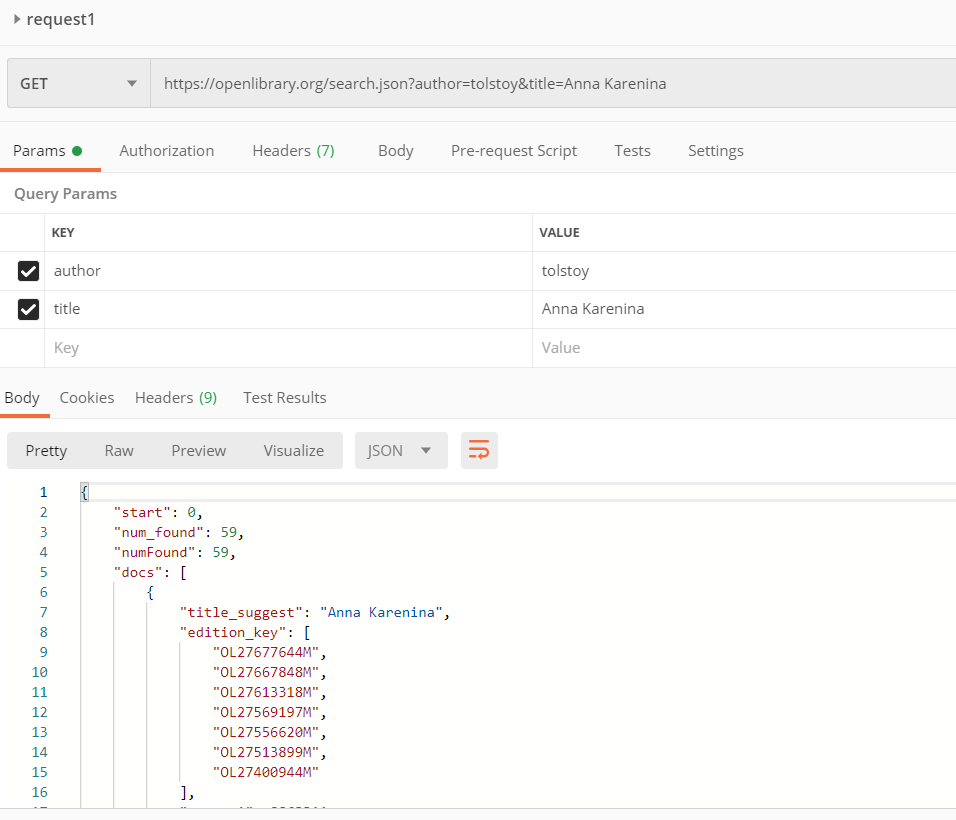 request1
GET https://openlibrary.org/search.json?author=tolstoy&title=Anna Karenina
Params Authorization Headers (7) Body Pre-request Script Tests Settings
Query Params
KEY VALUE
author tolstoy
title Anna Karenina
Key Value
Body Cookies Headers (9) Test Results
Pretty Raw Preview Visualize JSON
1 {
2 "start": 0,
3 "num_found": 59,
4 "numFound": 59,
5 "docs": [
6 {
7 "title_suggest": "Anna Karenina",
8 "edition_key": [
9 "OL27677644M",
10 "OL27667848M",
11 "OL27613318M",
12 "OL27569197M",
13 "OL27556620M",
14 "OL27513899M",
15 "OL27400944M"
16 ],